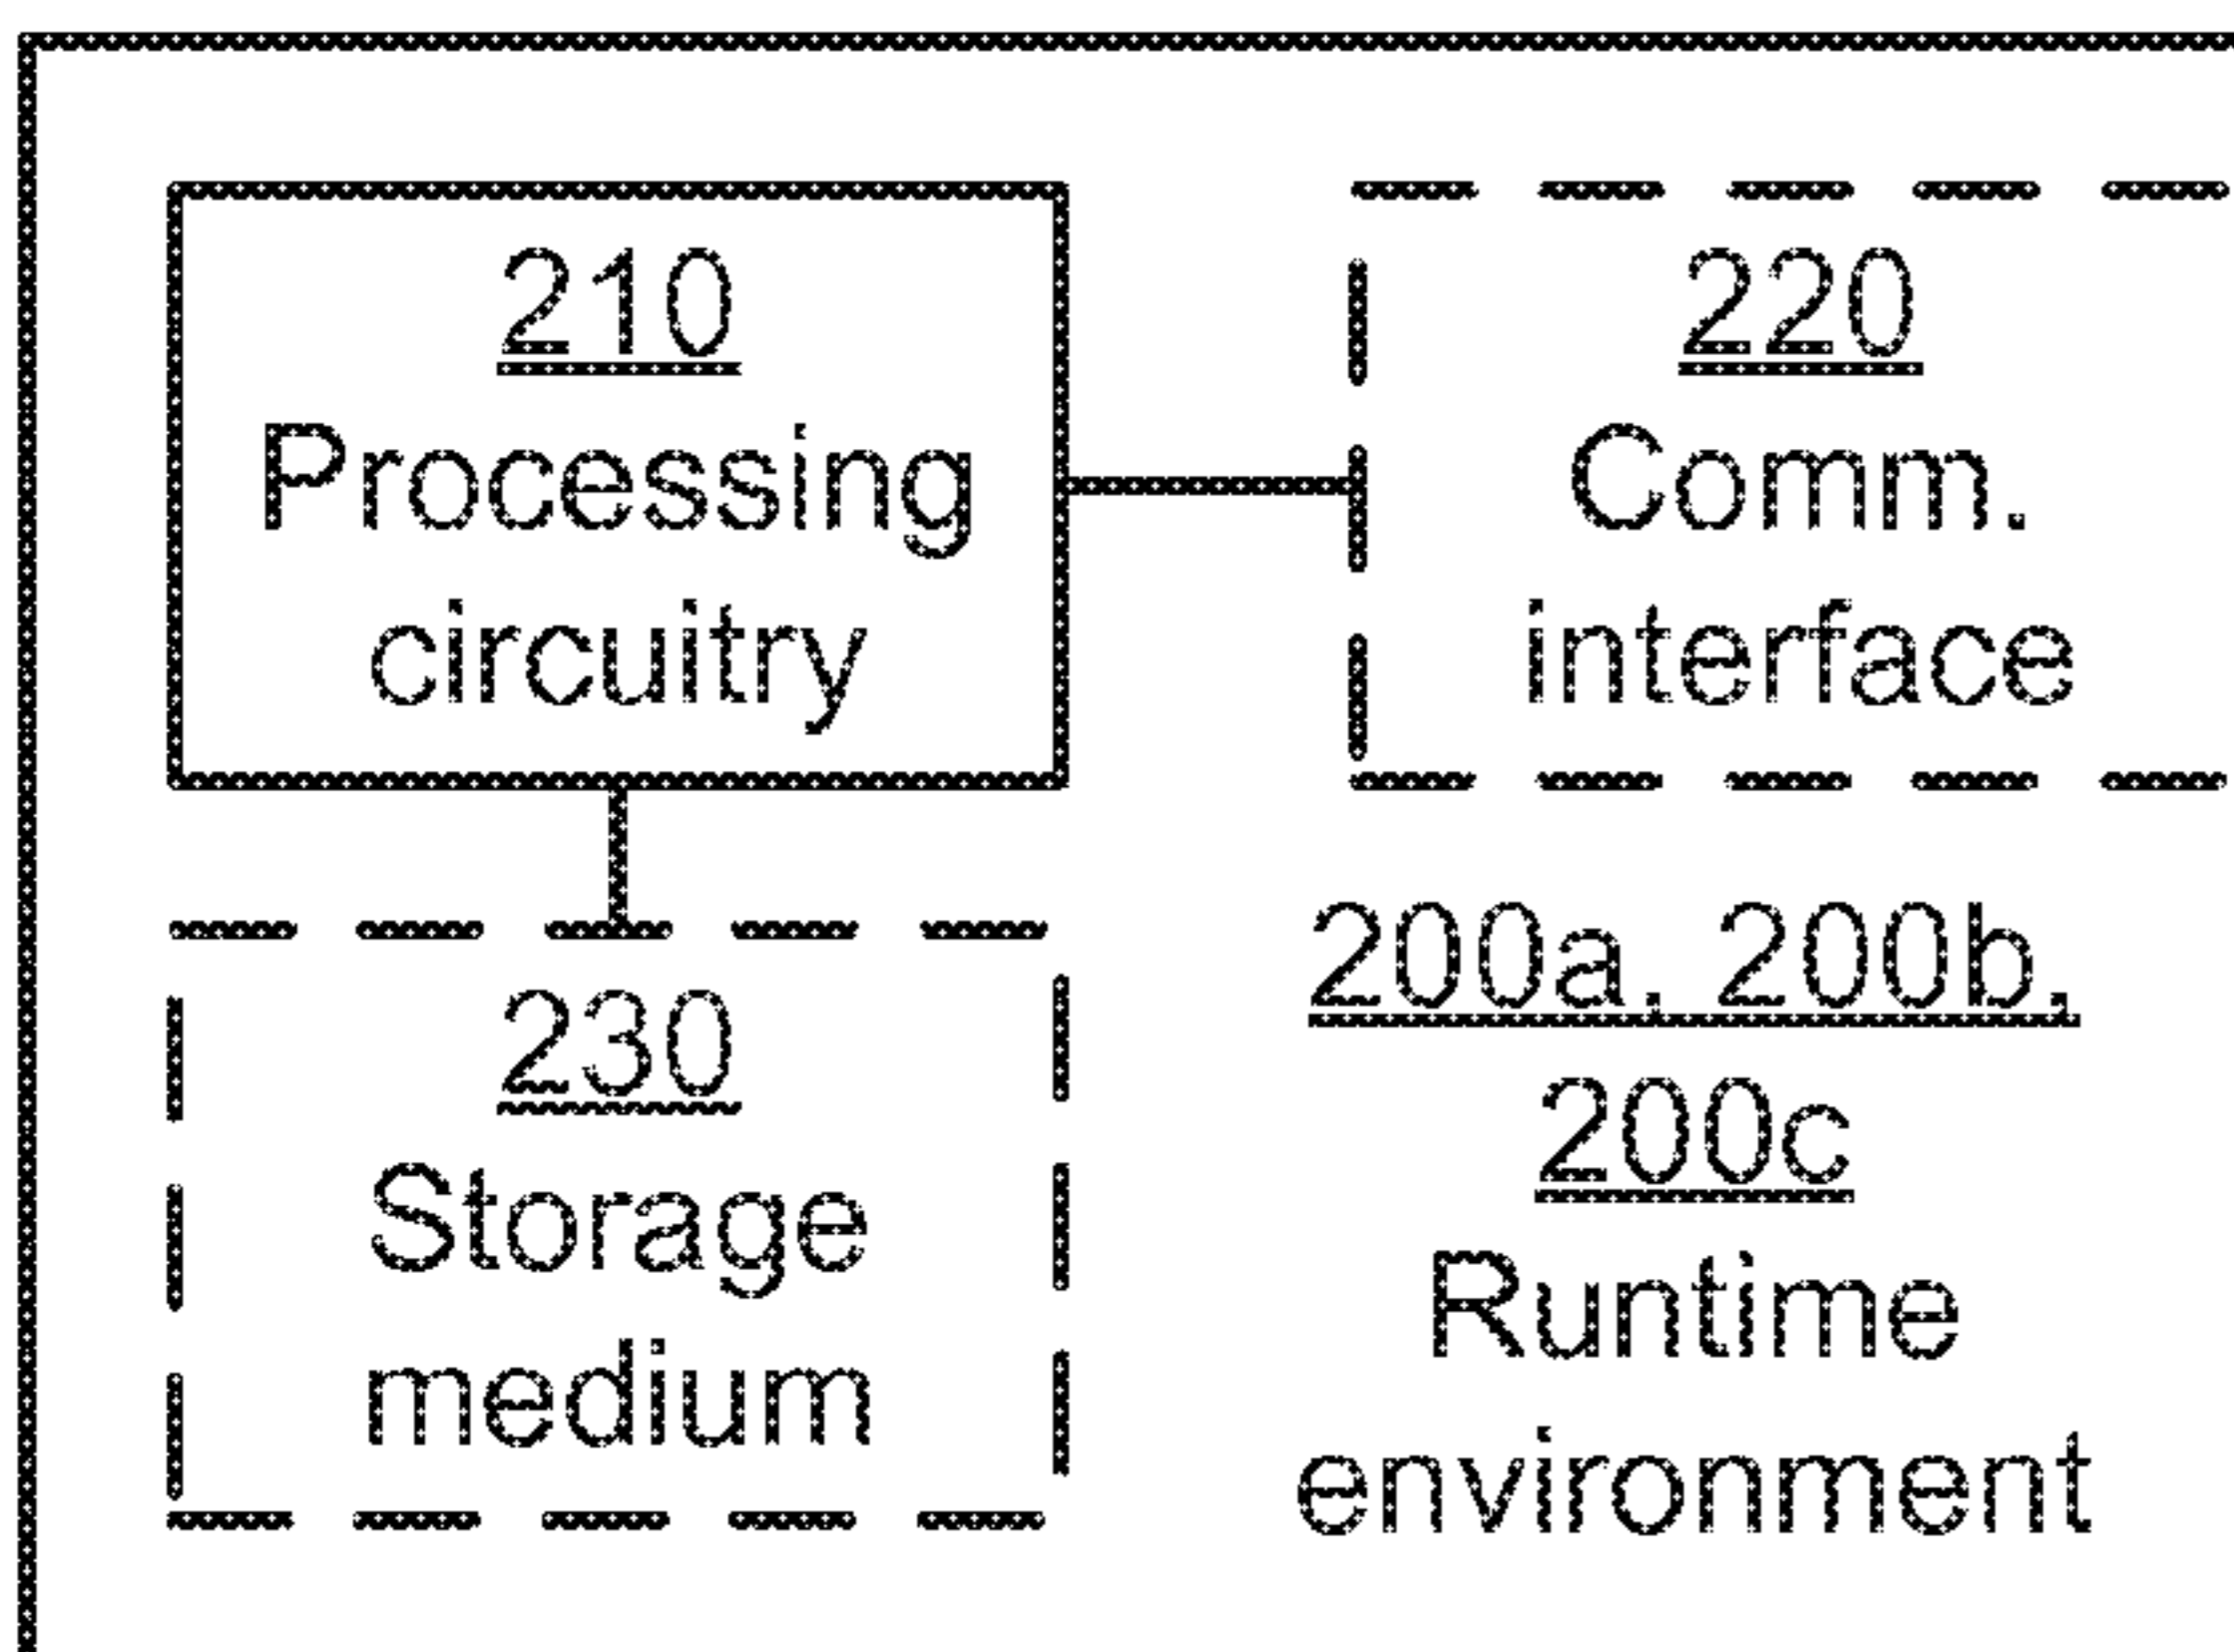 210
Processing
circuitry
220
Comm.
interface
230
Storage
medium
200a, 200b,
200c
Runtime
environment